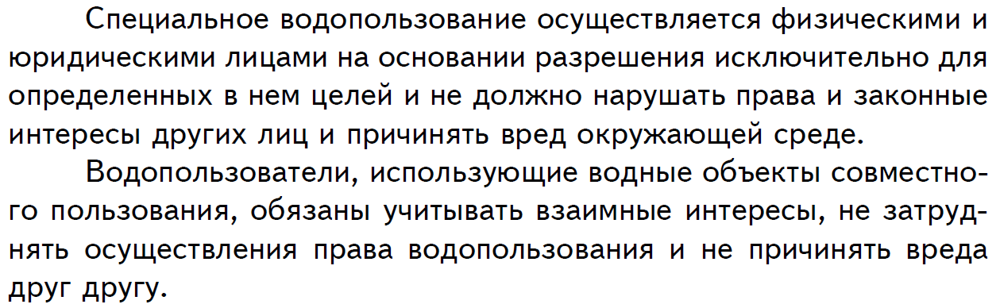 Специальное водопользование осуществляется физическими и
юридическими лицами на основании разрешения исключительно для
определенных в нем целей и не должно нарушать права и законные
интересы других лиц и причинять вред окружающей среде.
Водопользователи, использующие водные объекты совместно-
го пользования, обязаны учитывать взаимные интересы, не затруд-
нять осуществления права водопользования и не причинять вреда
друг другу.